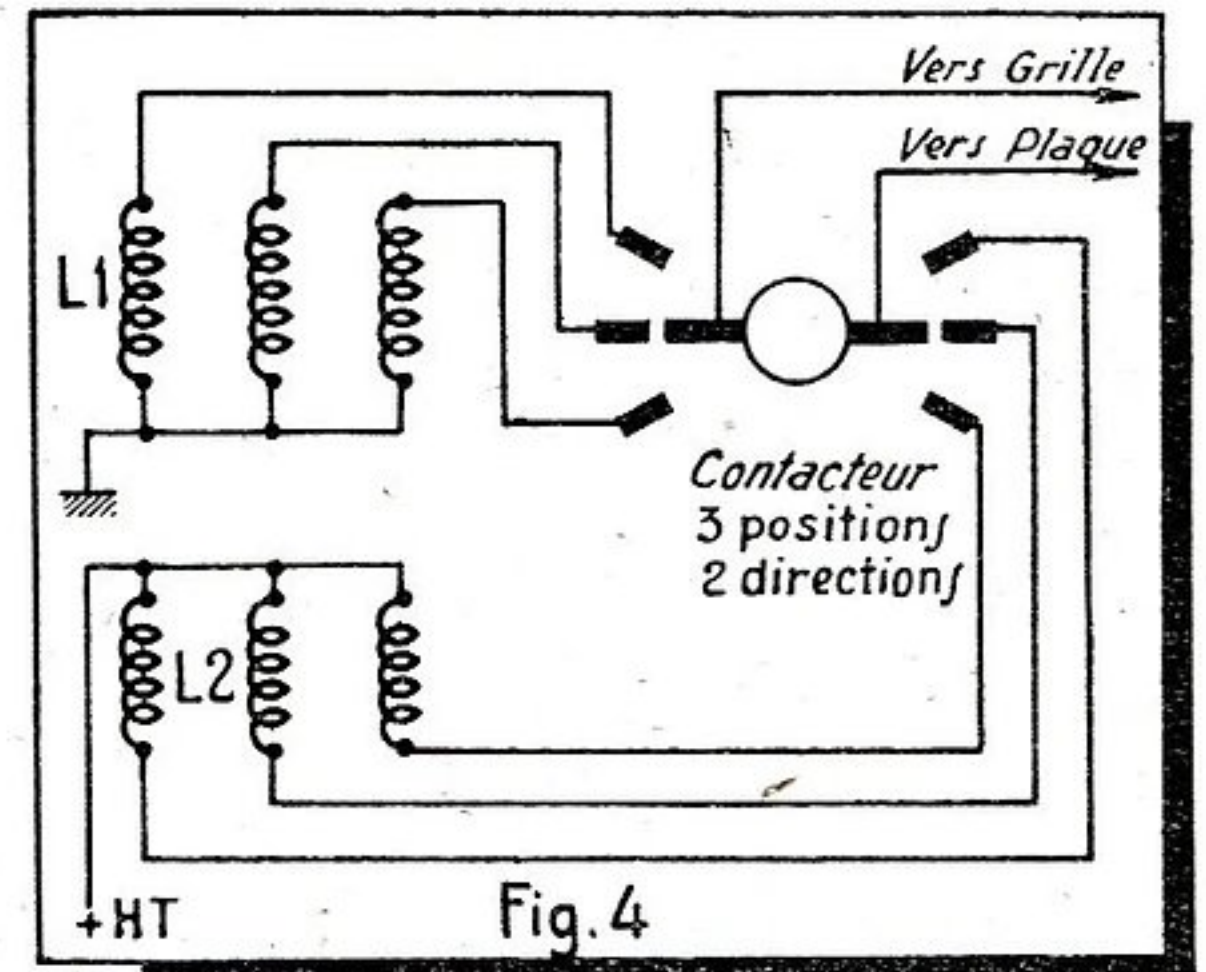 Vers Grille
Vers Plaque
L1
Contacteur
3 positions
2 directions
L2
+HT
Fig. 4